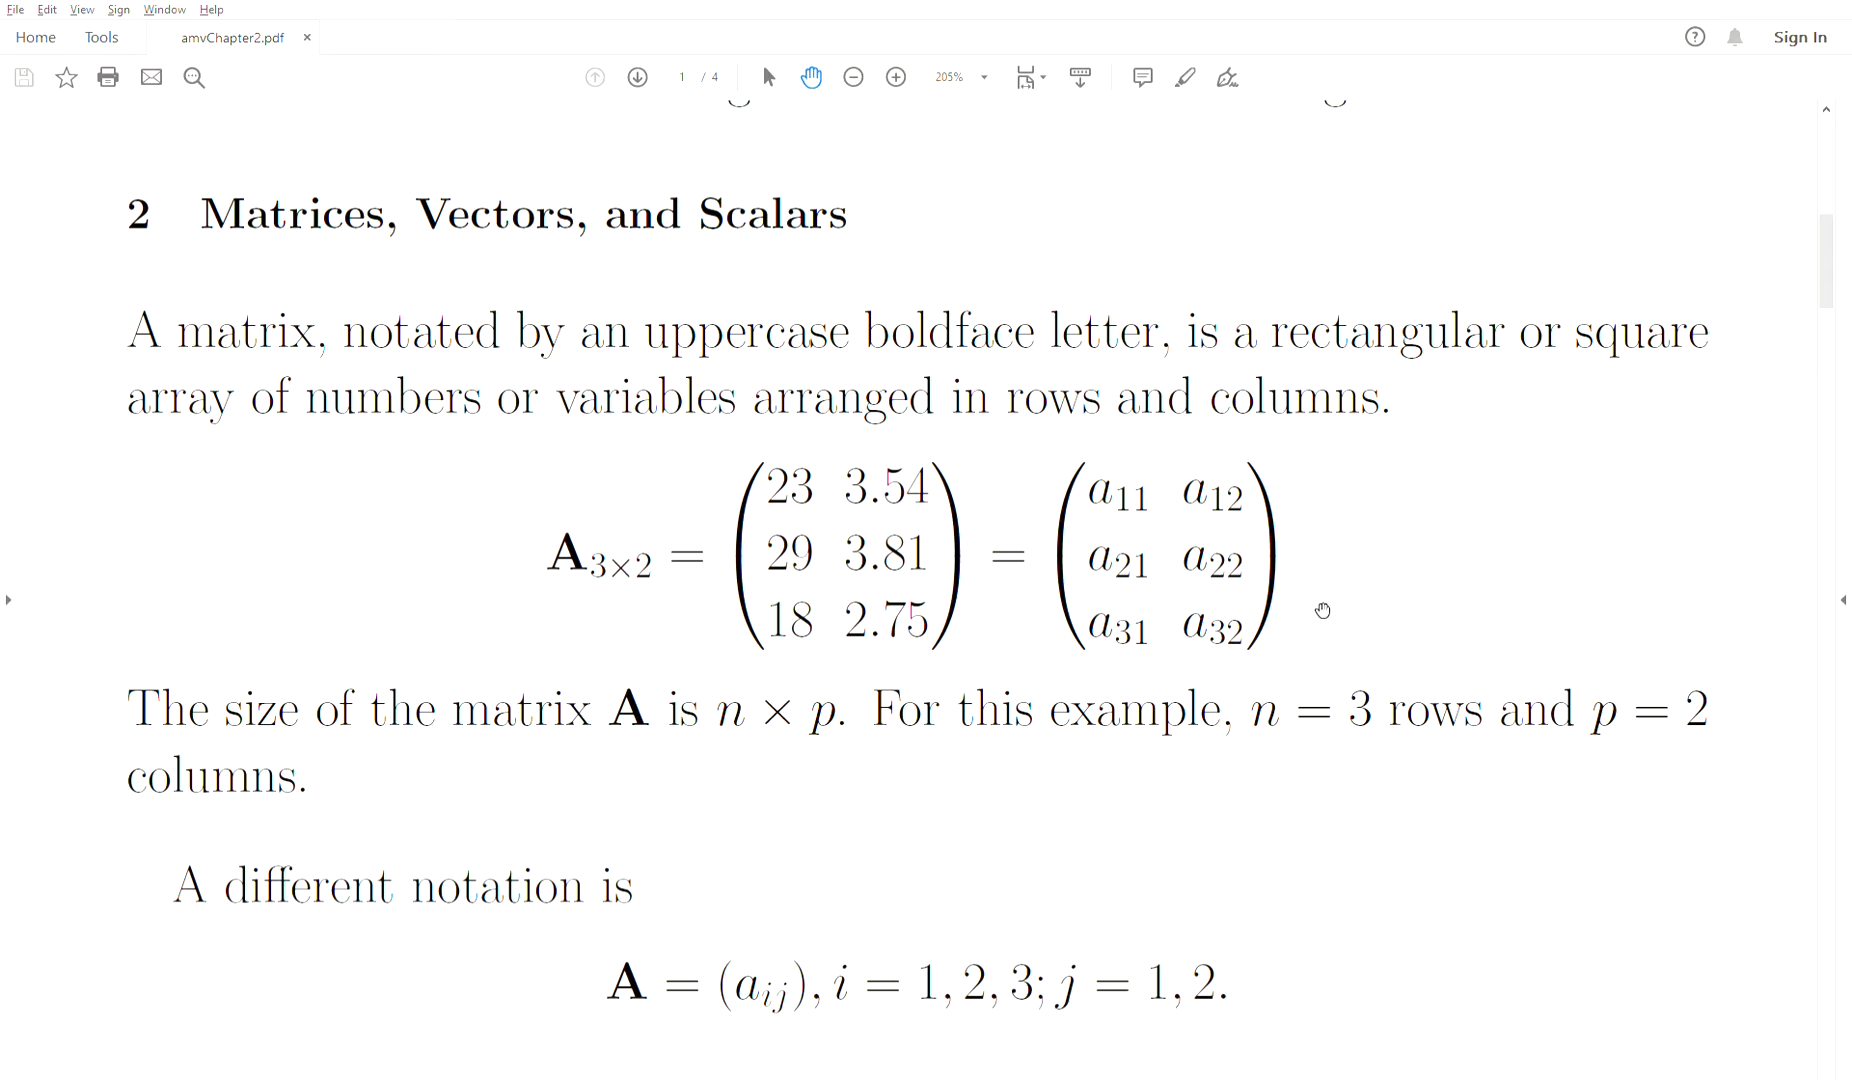 File Edit View Sign Window Help
Home Tools amvChapter2.pdf × Sign In
1 / 4 205%
2 Matrices, Vectors, and Scalars
A matrix, notated by an uppercase boldface letter, is a rectangular or square
array of numbers or variables arranged in rows and columns.
23 3.54 a₁₁ a₁₂
A₃ₓ₂ = 29 3.81 = a₂₁ a₂₂
18 2.75 a₃₁ a₃₂
The size of the matrix A is n × p. For this example, n = 3 rows and p = 2
columns.
A different notation is
A = (aᵢⱼ), i = 1, 2, 3; j = 1, 2.